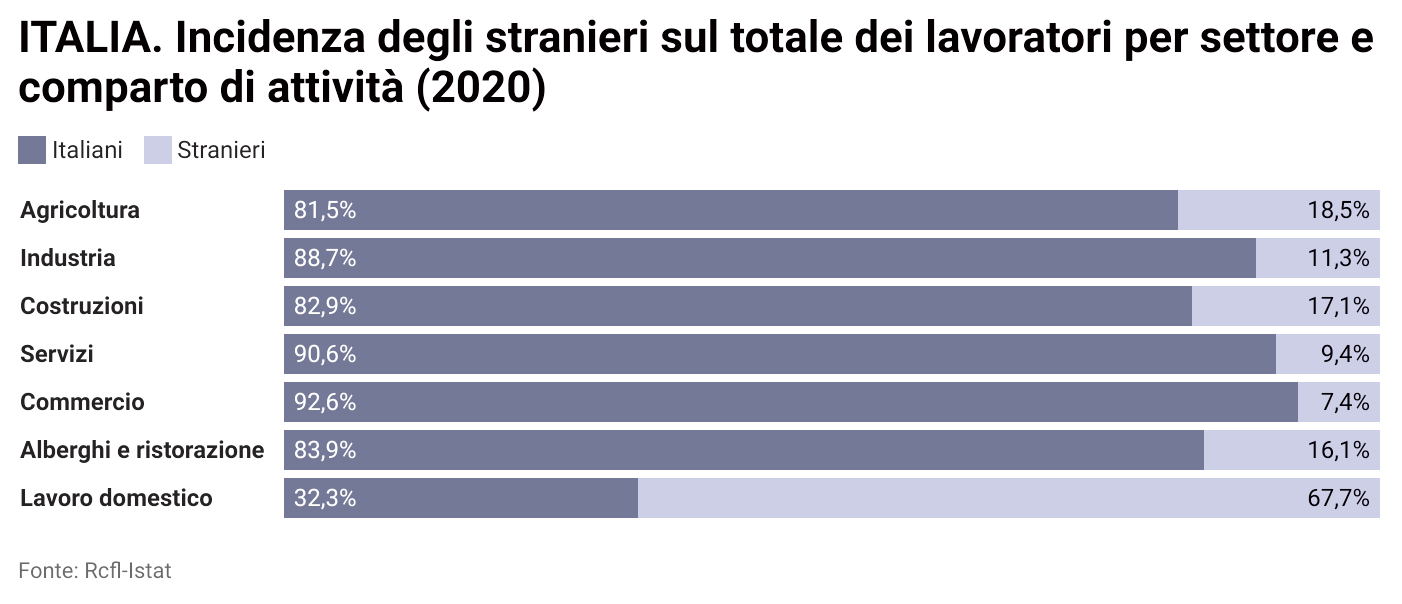 ITALIA. Incidenza degli stranieri sul totale dei lavoratori per settore e
comparto di attività (2020)
Italiani Stranieri
Agricoltura 81,5% 18,5%
Industria 88,7% 11,3%
Costruzioni 82,9% 17,1%
Servizi 90,6% 9,4%
Commercio 92,6% 7,4%
Alberghi e ristorazione 83,9% 16,1%
Lavoro domestico 32,3% 67,7%
Fonte: Rcfl-Istat